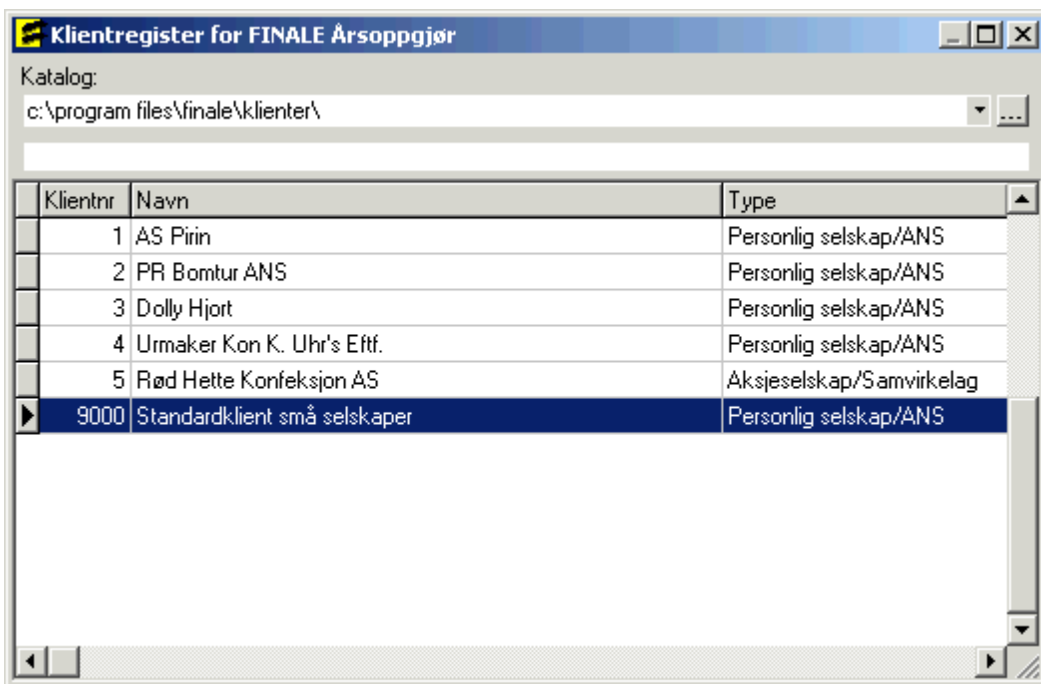 Klientregister for FINALE Årsoppgjør
Katalog:
c:\program files\finale\klienter\
...
Klientnr Navn Type
1 AS Pirin Personlig selskap/ANS
2 PR Bomtur ANS Personlig selskap/ANS
3 Dolly Hjort Personlig selskap/ANS
4 Urmaker Kon K. Uhr's Eftf. Personlig selskap/ANS
5 Rød Hette Konfeksjon AS Aksjeselskap/Samvirkelag
9000 Standardklient små selskaper Personlig selskap/ANS